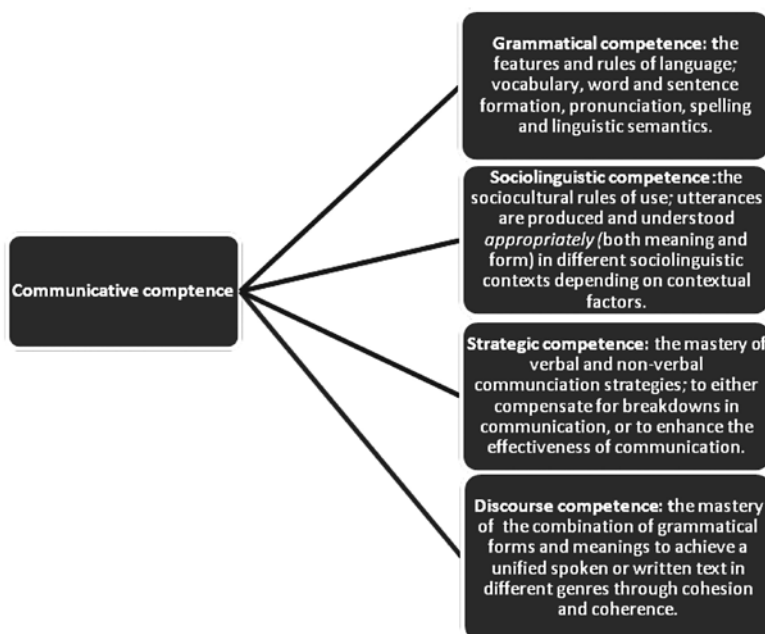 Grammatical competence: the
features and rules of language;
vocabulary, word and sentence
formation, pronunciation, spelling
and linguistic semantics.
Sociolinguistic competence:the
sociocultural rules of use; utterances
are produced and understood
appropriately (both meaning and
form) in different sociolinguistic
contexts depending on contextual
factors.
Communicative comptence
Strategic competence: the mastery of
verbal and non-verbal
communciation strategies; to either
compensate for breakdowns in
communication, or to enhance the
effectiveness of communication.
Discourse competence: the mastery
of the combination of grammatical
forms and meanings to achieve a
unified spoken or written text in
different genres through cohesion
and coherence.